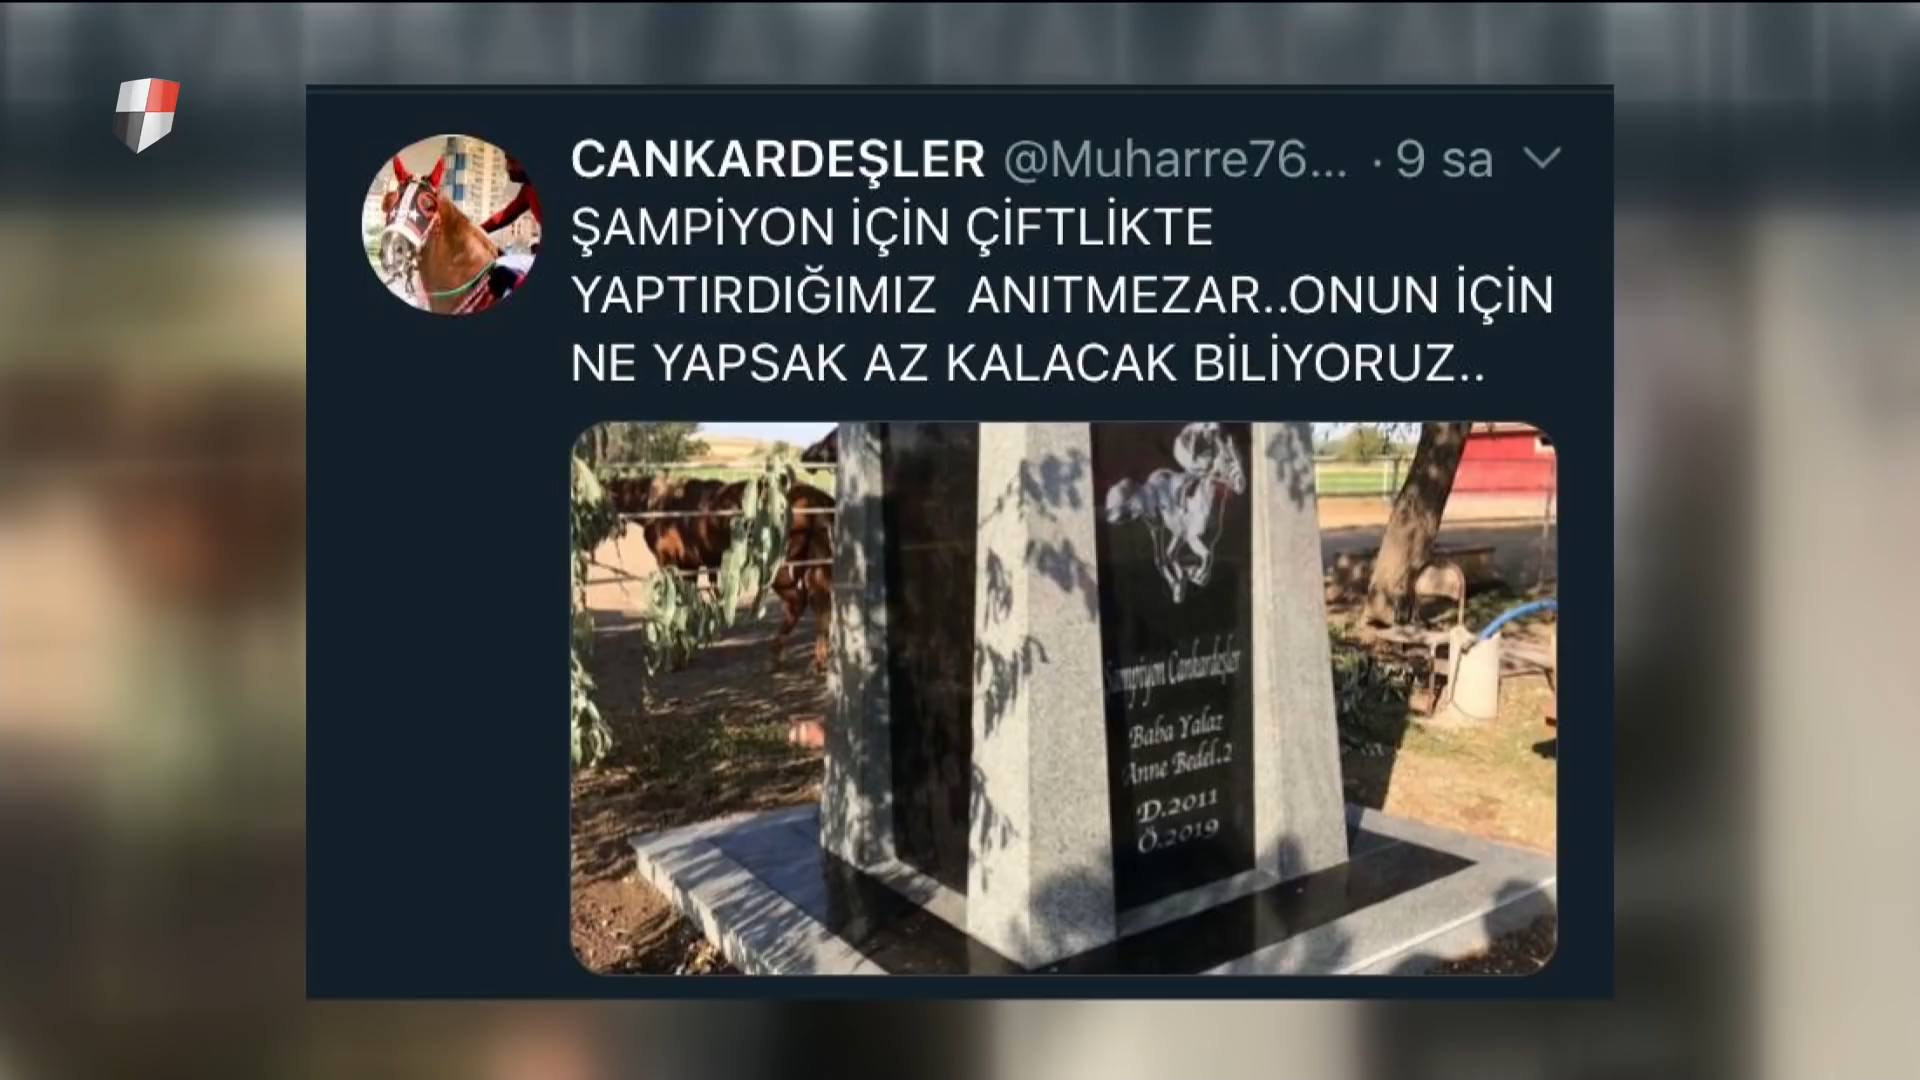 CANKARDEŞLER @Muharre76... · 9 sa
ŞAMPİYON İÇİN ÇİFTLİKTE
YAPTIRDIĞIMIZ  ANITMEZAR..ONUN İÇİN
NE YAPSAK AZ KALACAK BİLİYORUZ..
Şampiyon Cankardeşler
Baba Yalaz
Anne Bedel.2
D.2011
Ö.2019